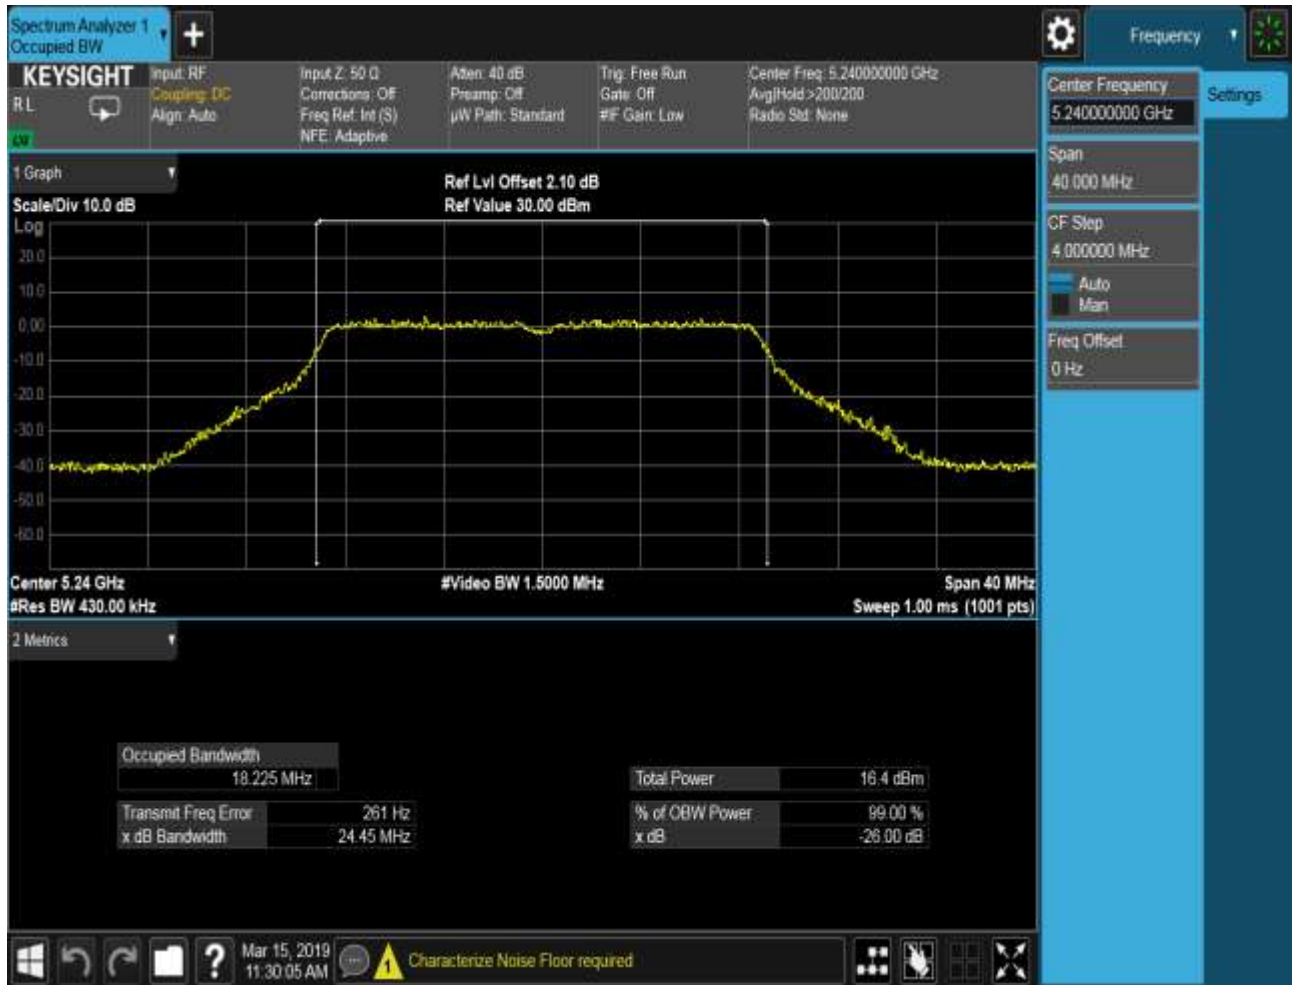 Spectrum Analyzer 1
Occupied BW
Frequency
KEYSIGHT
R L
Input: RF
Coupling: DC
Align: Auto
Input Z: 50 Ω
Corrections: Off
Freq Ref: Int (S)
NFE: Adaptive
Atten: 40 dB
Preamp: Off
µW Path: Standard
Trig: Free Run
Gate: Off
#IF Gain: Low
Center Freq: 5.240000000 GHz
Avg|Hold:>200/200
Radio Std: None
Center Frequency
5.240000000 GHz
Settings
Span
40.000 MHz
CF Step
4.000000 MHz
Auto
Man
Freq Offset
0 Hz
1 Graph
Scale/Div 10.0 dB
Ref Lvl Offset 2.10 dB
Ref Value 30.00 dBm
Log
20.0
10.0
0.00
-10.0
-20.0
-30.0
-40.0
-50.0
-60.0
Center 5.24 GHz
#Video BW 1.5000 MHz
Span 40 MHz
#Res BW 430.00 kHz
Sweep 1.00 ms (1001 pts)
2 Metrics
Occupied Bandwidth
18.225 MHz
Total Power 16.4 dBm
Transmit Freq Error 261 Hz
% of OBW Power 99.00 %
x dB Bandwidth 24.45 MHz
x dB -26.00 dB
Mar 15, 2019
11:30:05 AM
1
Characterize Noise Floor required